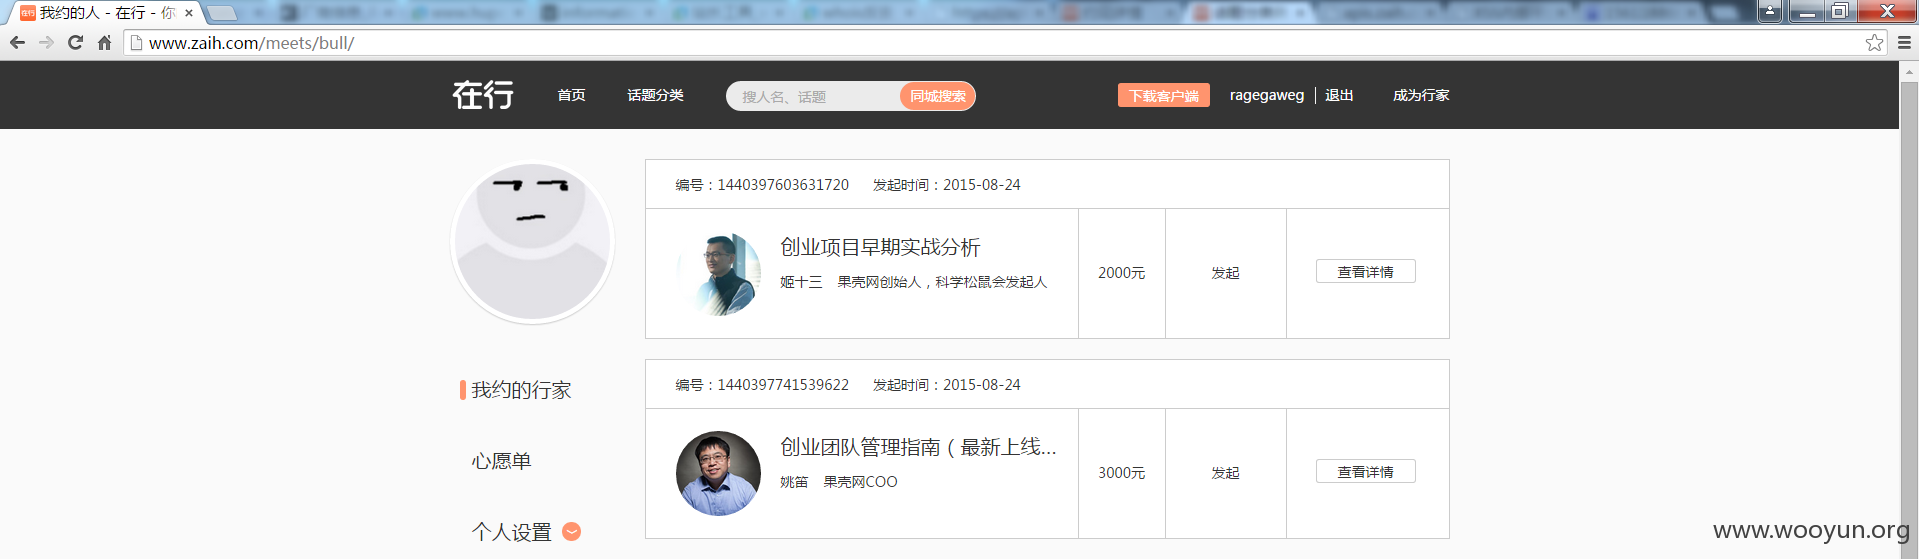 我约的人 - 在行 - 你
www.zaih.com/meets/bull/
在行 首页 话题分类 搜人名、话题 同城搜索 下载客户端 ragegaweg 退出 成为行家
编号：1440397603631720 发起时间：2015-08-24
创业项目早期实战分析
姬十三 果壳网创始人，科学松鼠会发起人
2000元 发起 查看详情
我约的行家
心愿单
个人设置
编号：1440397741539622 发起时间：2015-08-24
创业团队管理指南（最新上线...
姚笛 果壳网COO
3000元 发起 查看详情
www.wooyun.org